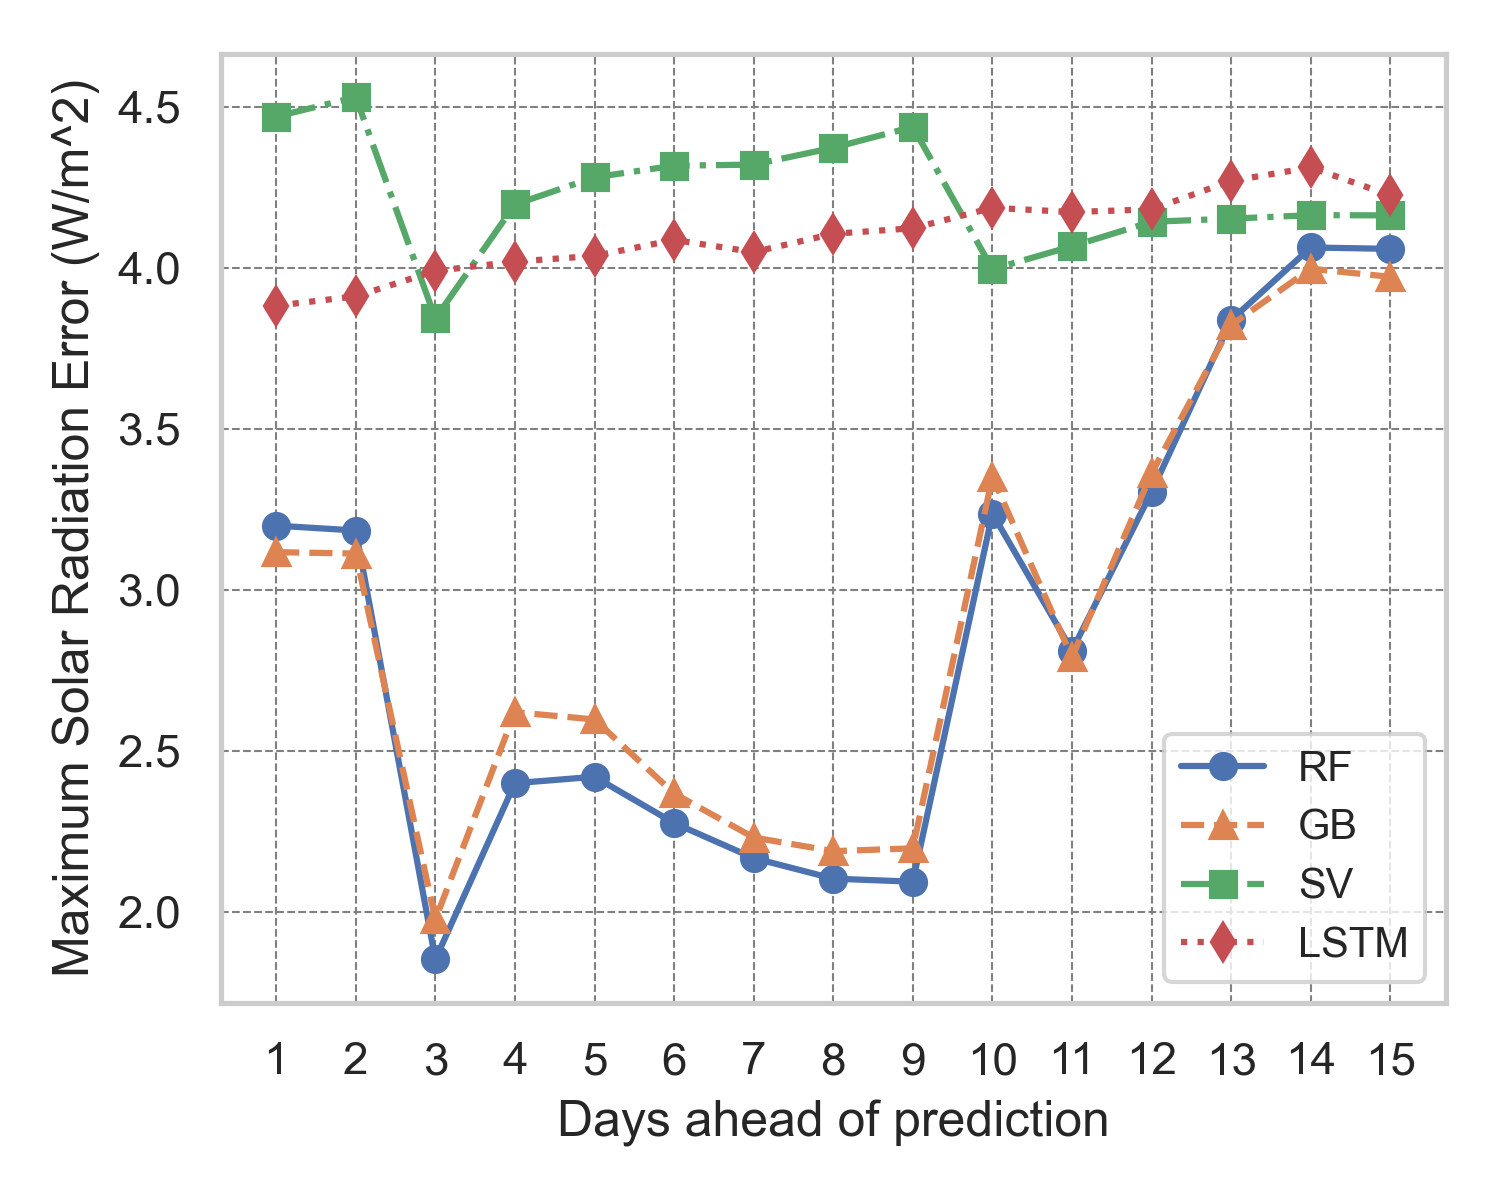 Maximum Solar Radiation Error (W/m^2)
4.5
4.0
3.5
3.0
2.5
2.0
RF
GB
SV
LSTM
1 2 3 4 5 6 7 8 9 10 11 12 13 14 15
Days ahead of prediction